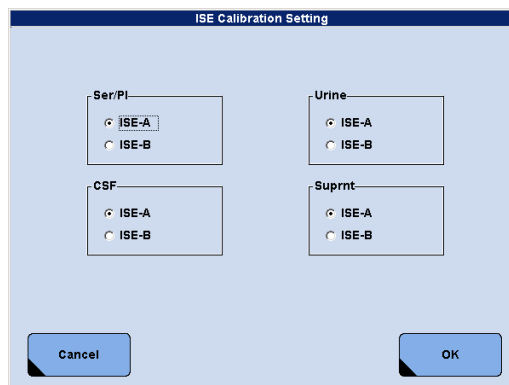 ISE Calibration Setting
Ser/Pl
ISE-A
ISE-B
Urine
ISE-A
ISE-B
CSF
ISE-A
ISE-B
Suprnt
ISE-A
ISE-B
Cancel
OK